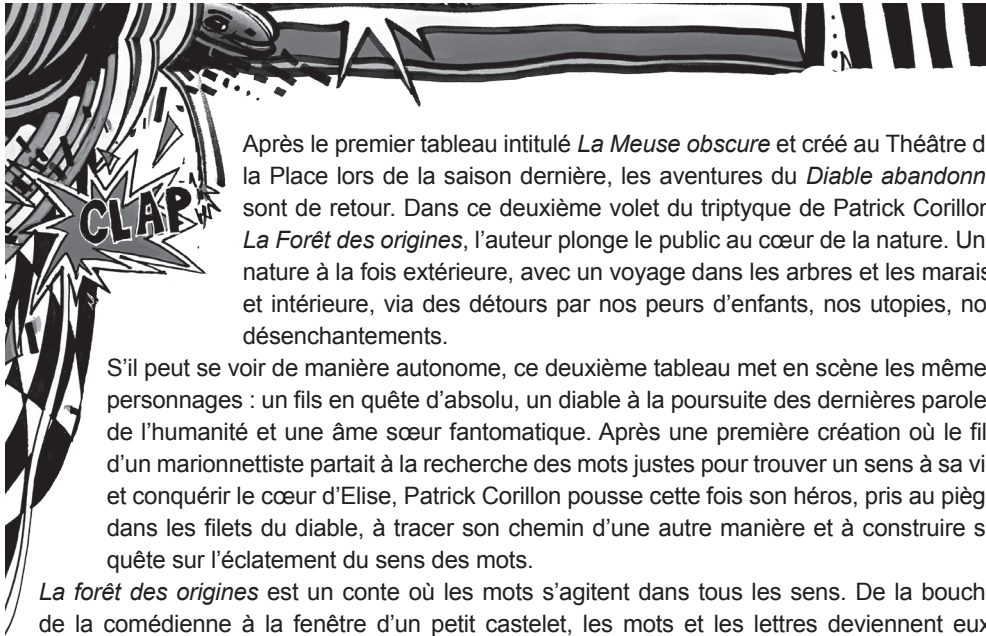 CLAP
Après le premier tableau intitulé La Meuse obscure et créé au Théâtre d
la Place lors de la saison dernière, les aventures du Diable abandonn
sont de retour. Dans ce deuxième volet du triptyque de Patrick Corillon
La Forêt des origines, l’auteur plonge le public au cœur de la nature. Un
nature à la fois extérieure, avec un voyage dans les arbres et les marais
et intérieure, via des détours par nos peurs d’enfants, nos utopies, no
désenchantements.
S’il peut se voir de manière autonome, ce deuxième tableau met en scène les même
personnages : un fils en quête d’absolu, un diable à la poursuite des dernières parole
de l’humanité et une âme sœur fantomatique. Après une première création où le fil
d’un marionnettiste partait à la recherche des mots justes pour trouver un sens à sa vi
et conquérir le cœur d’Elise, Patrick Corillon pousse cette fois son héros, pris au pièg
dans les filets du diable, à tracer son chemin d’une autre manière et à construire s
quête sur l’éclatement du sens des mots.
La forêt des origines est un conte où les mots s’agitent dans tous les sens. De la bouch
de la comédienne à la fenêtre d’un petit castelet, les mots et les lettres deviennent eux